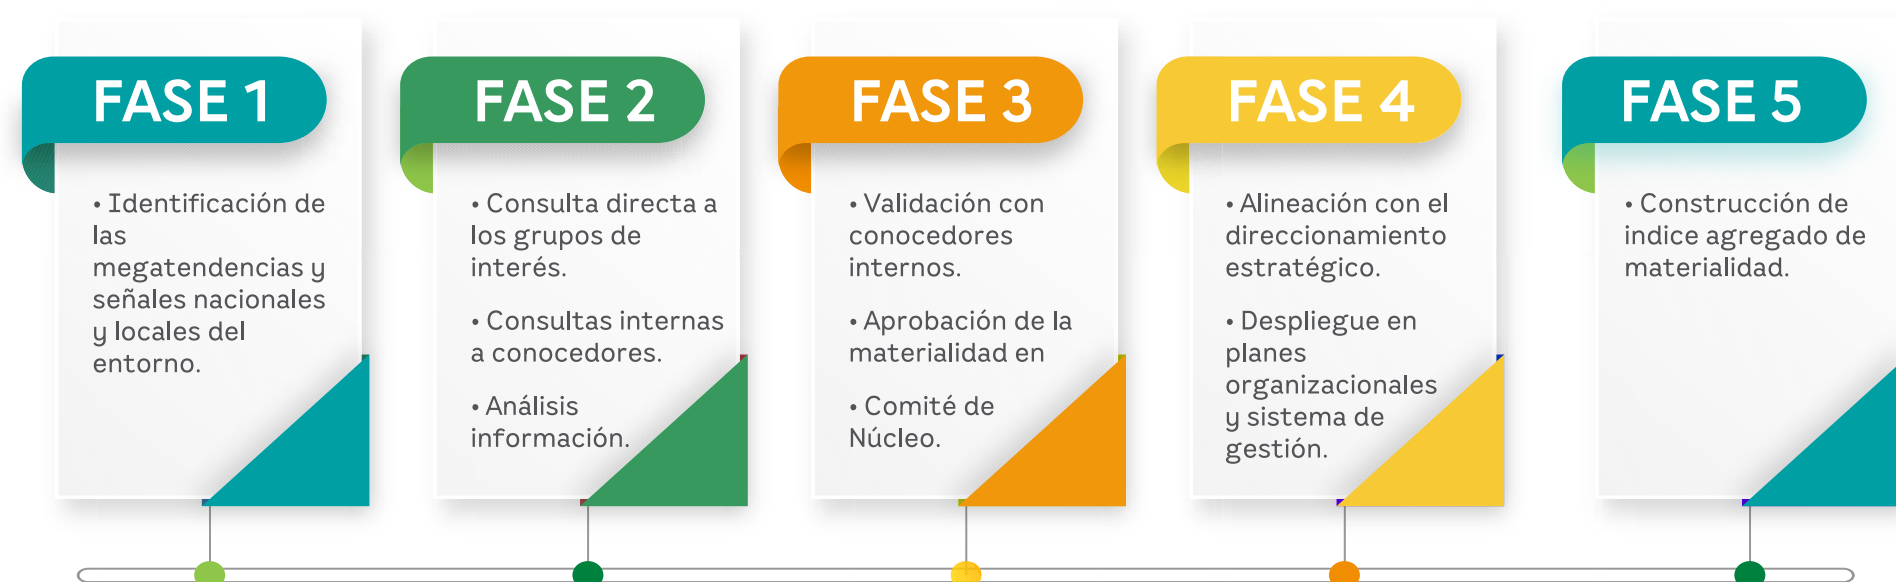 FASE 1
• Identificación de
las
megatendencias y
señales nacionales
y locales del
entorno.
FASE 2
• Consulta directa a
los grupos de
interés.
• Consultas internas
a conocedores.
• Análisis
información.
FASE 3
• Validación con
conocedores
internos.
• Aprobación de la
materialidad en
• Comité de
Núcleo.
FASE 4
• Alineación con el
direccionamiento
estratégico.
• Despliegue en
planes
organizacionales
y sistema de
gestión.
FASE 5
• Construcción de
indice agregado de
materialidad.